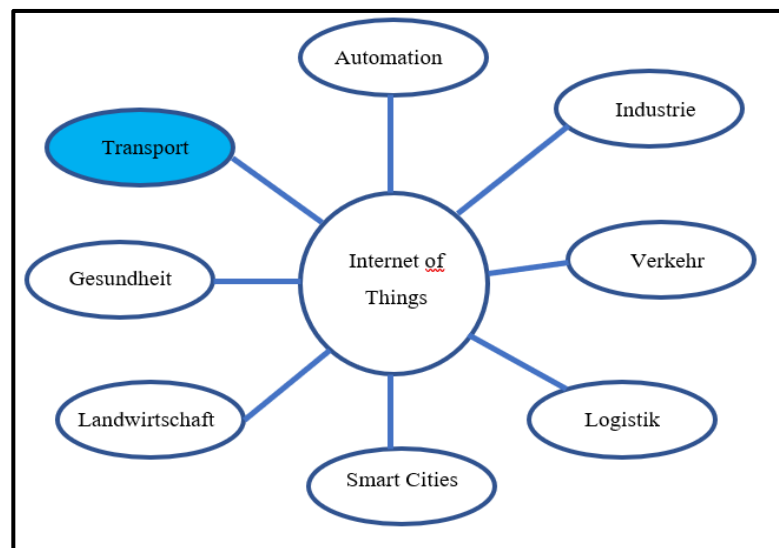 Automation
Industrie
Transport
Internet of
Things
Verkehr
Gesundheit
Landwirtschaft
Logistik
Smart Cities